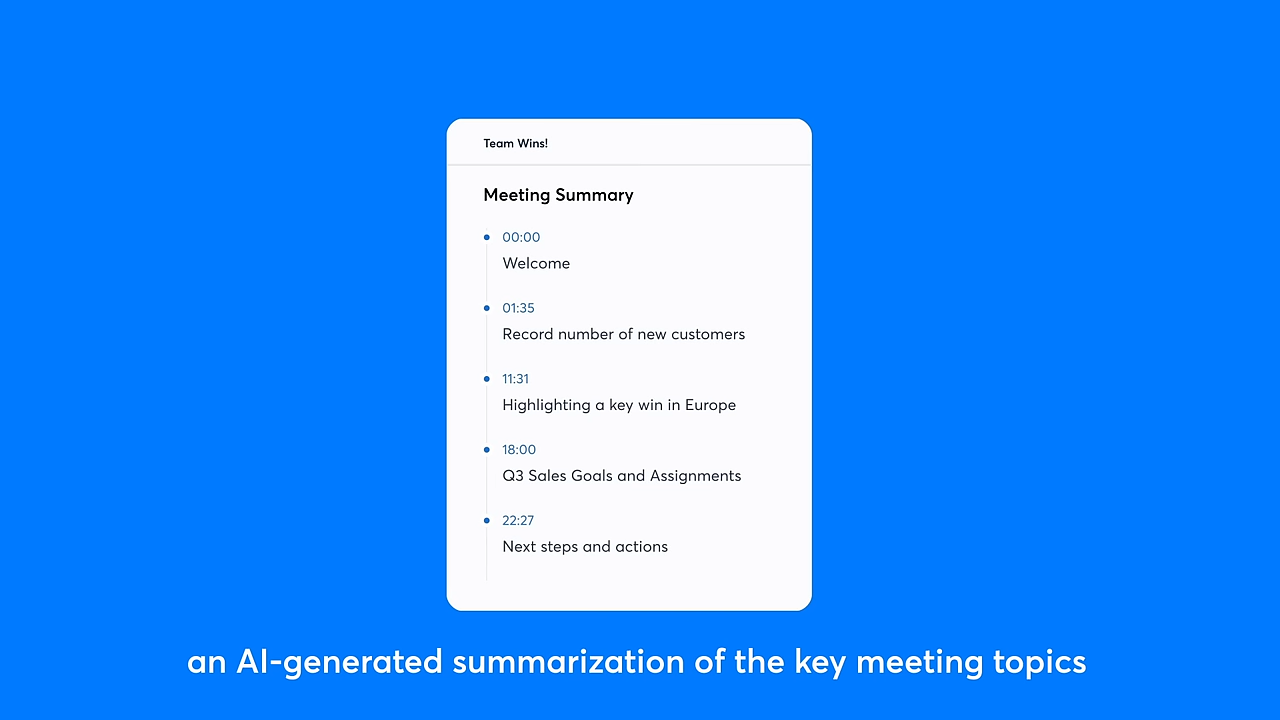 Team Wins!
Meeting Summary
00:00
Welcome
01:35
Record number of new customers
11:31
Highlighting a key win in Europe
18:00
Q3 Sales Goals and Assignments
22:27
Next steps and actions
an AI-generated summarization of the key meeting topics